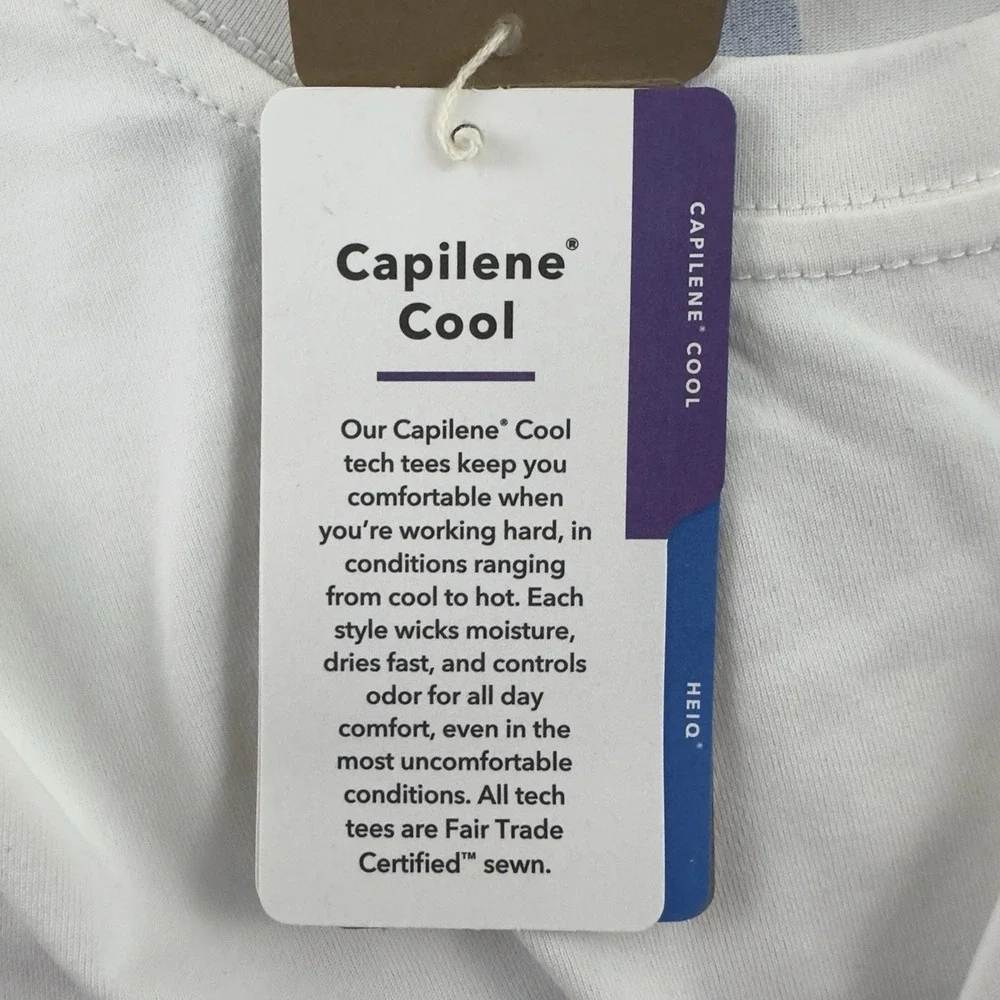 Capilene®
Cool
Our Capilene® Cool
tech tees keep you
comfortable when
you're working hard, in
conditions ranging
from cool to hot. Each
style wicks moisture,
dries fast, and controls
odor for all day
comfort, even in the
most uncomfortable
conditions. All tech
tees are Fair Trade
Certified™ sewn.
CAPILENE® COOL
HEIQ®